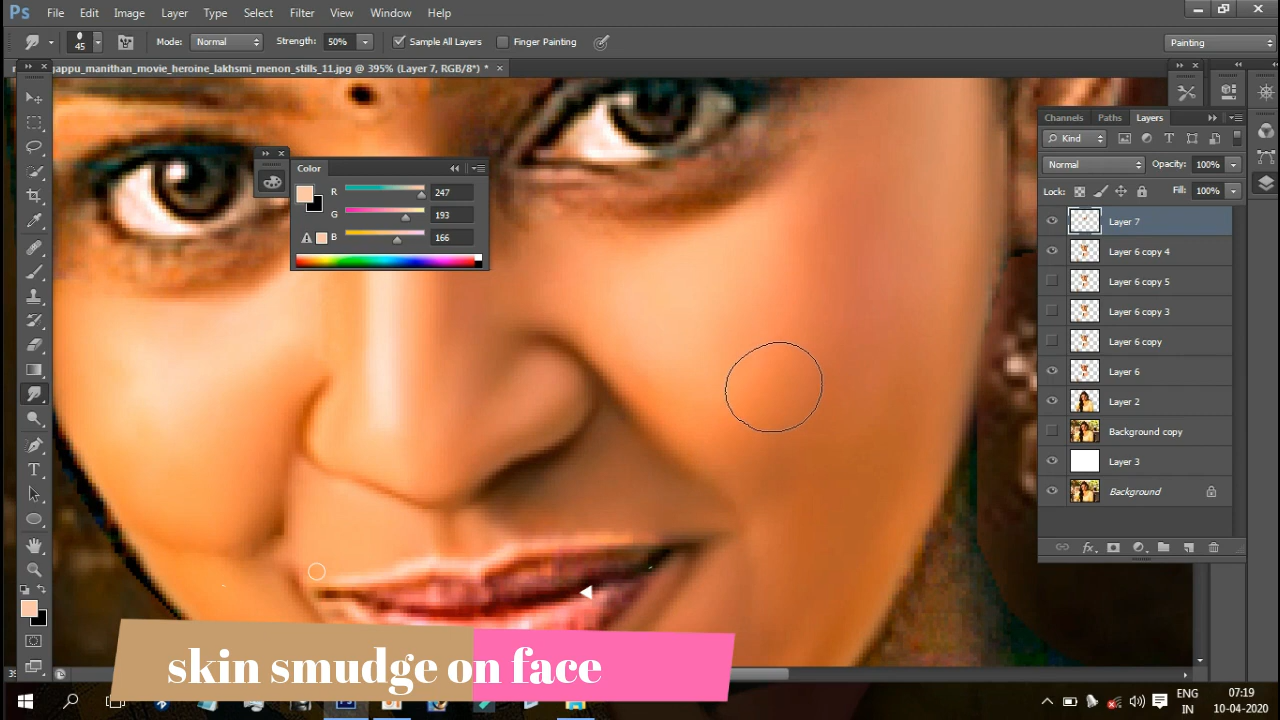 Ps File Edit Image Layer Type Select Filter View Window Help
45 Mode: Normal Strength: 50% Sample All Layers Finger Painting Painting
gappu_manithan_movie_heroine_lakhsmi_menon_stills_11.jpg @ 395% (Layer 7, RGB/8*) *
Channels Paths Layers
Kind
Normal Opacity: 100%
Lock: Fill: 100%
Color
R 247
G 193
B 166
Layer 7
Layer 6 copy 4
Layer 6 copy 5
Layer 6 copy 3
Layer 6 copy
Layer 6
Layer 2
Background copy
Layer 3
Background
fx
T
skin smudge on face
ENG
IN
07:19
10-04-2020